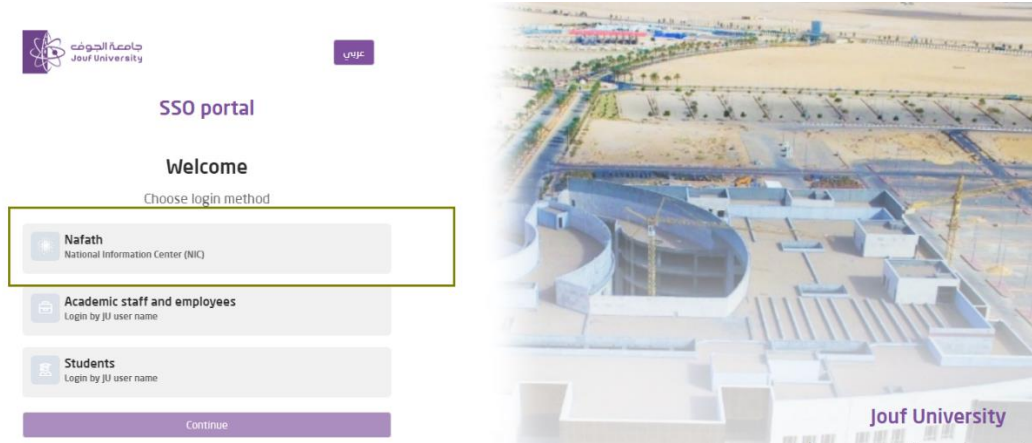 جامعة الجوف
Jouf University
عربي
SSO portal
Welcome
Choose login method
Nafath
National Information Center (NIC)
Academic staff and employees
Login by JU user name
Students
Login by JU user name
Continue
Jouf University